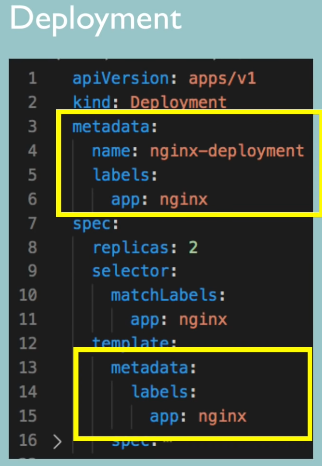 Deployment
1 apiVersion: apps/v1
2 kind: Deployment
3 metadata:
4   name: nginx-deployment
5   labels:
6     app: nginx
7 spec:
8   replicas: 2
9   selector:
10     matchLabels:
11       app: nginx
12   template:
13     metadata:
14       labels:
15         app: nginx
16 > spec: